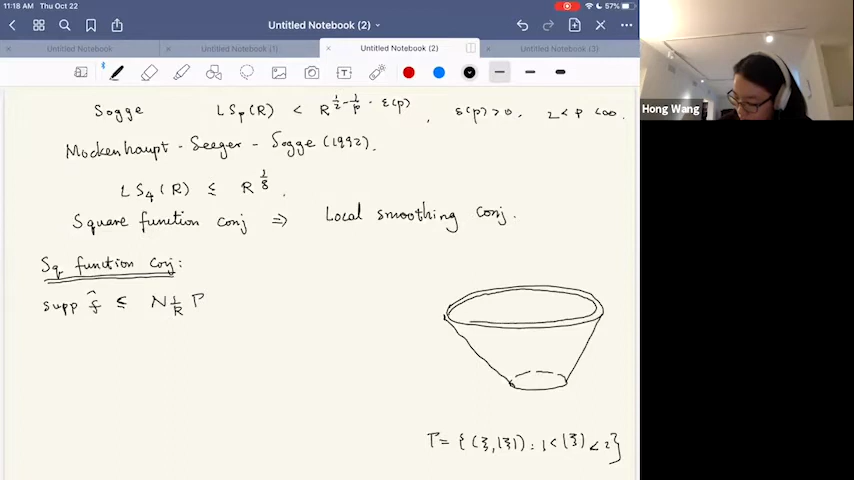 11:18 AM Thu Oct 22
57%
Untitled Notebook (2)
Untitled Notebook
Untitled Notebook (1)
Untitled Notebook (2)
Untitled Notebook (3)
Hong Wang
Sogge LS_p(R) < R^{1/2 - 1/p - ε(p)}, ε(p)>0, 2<p<∞.
Mockenhaupt - Seeger - Sogge (1992).
LS_4(R) ≤ R^{1/8}.
Square function conj ⇒ Local smoothing conj.
Sq function conj:
supp f̂ ⊆ N_{1/R} Γ
Γ = {(ξ, |ξ|) : 1 < |ξ| < 2}